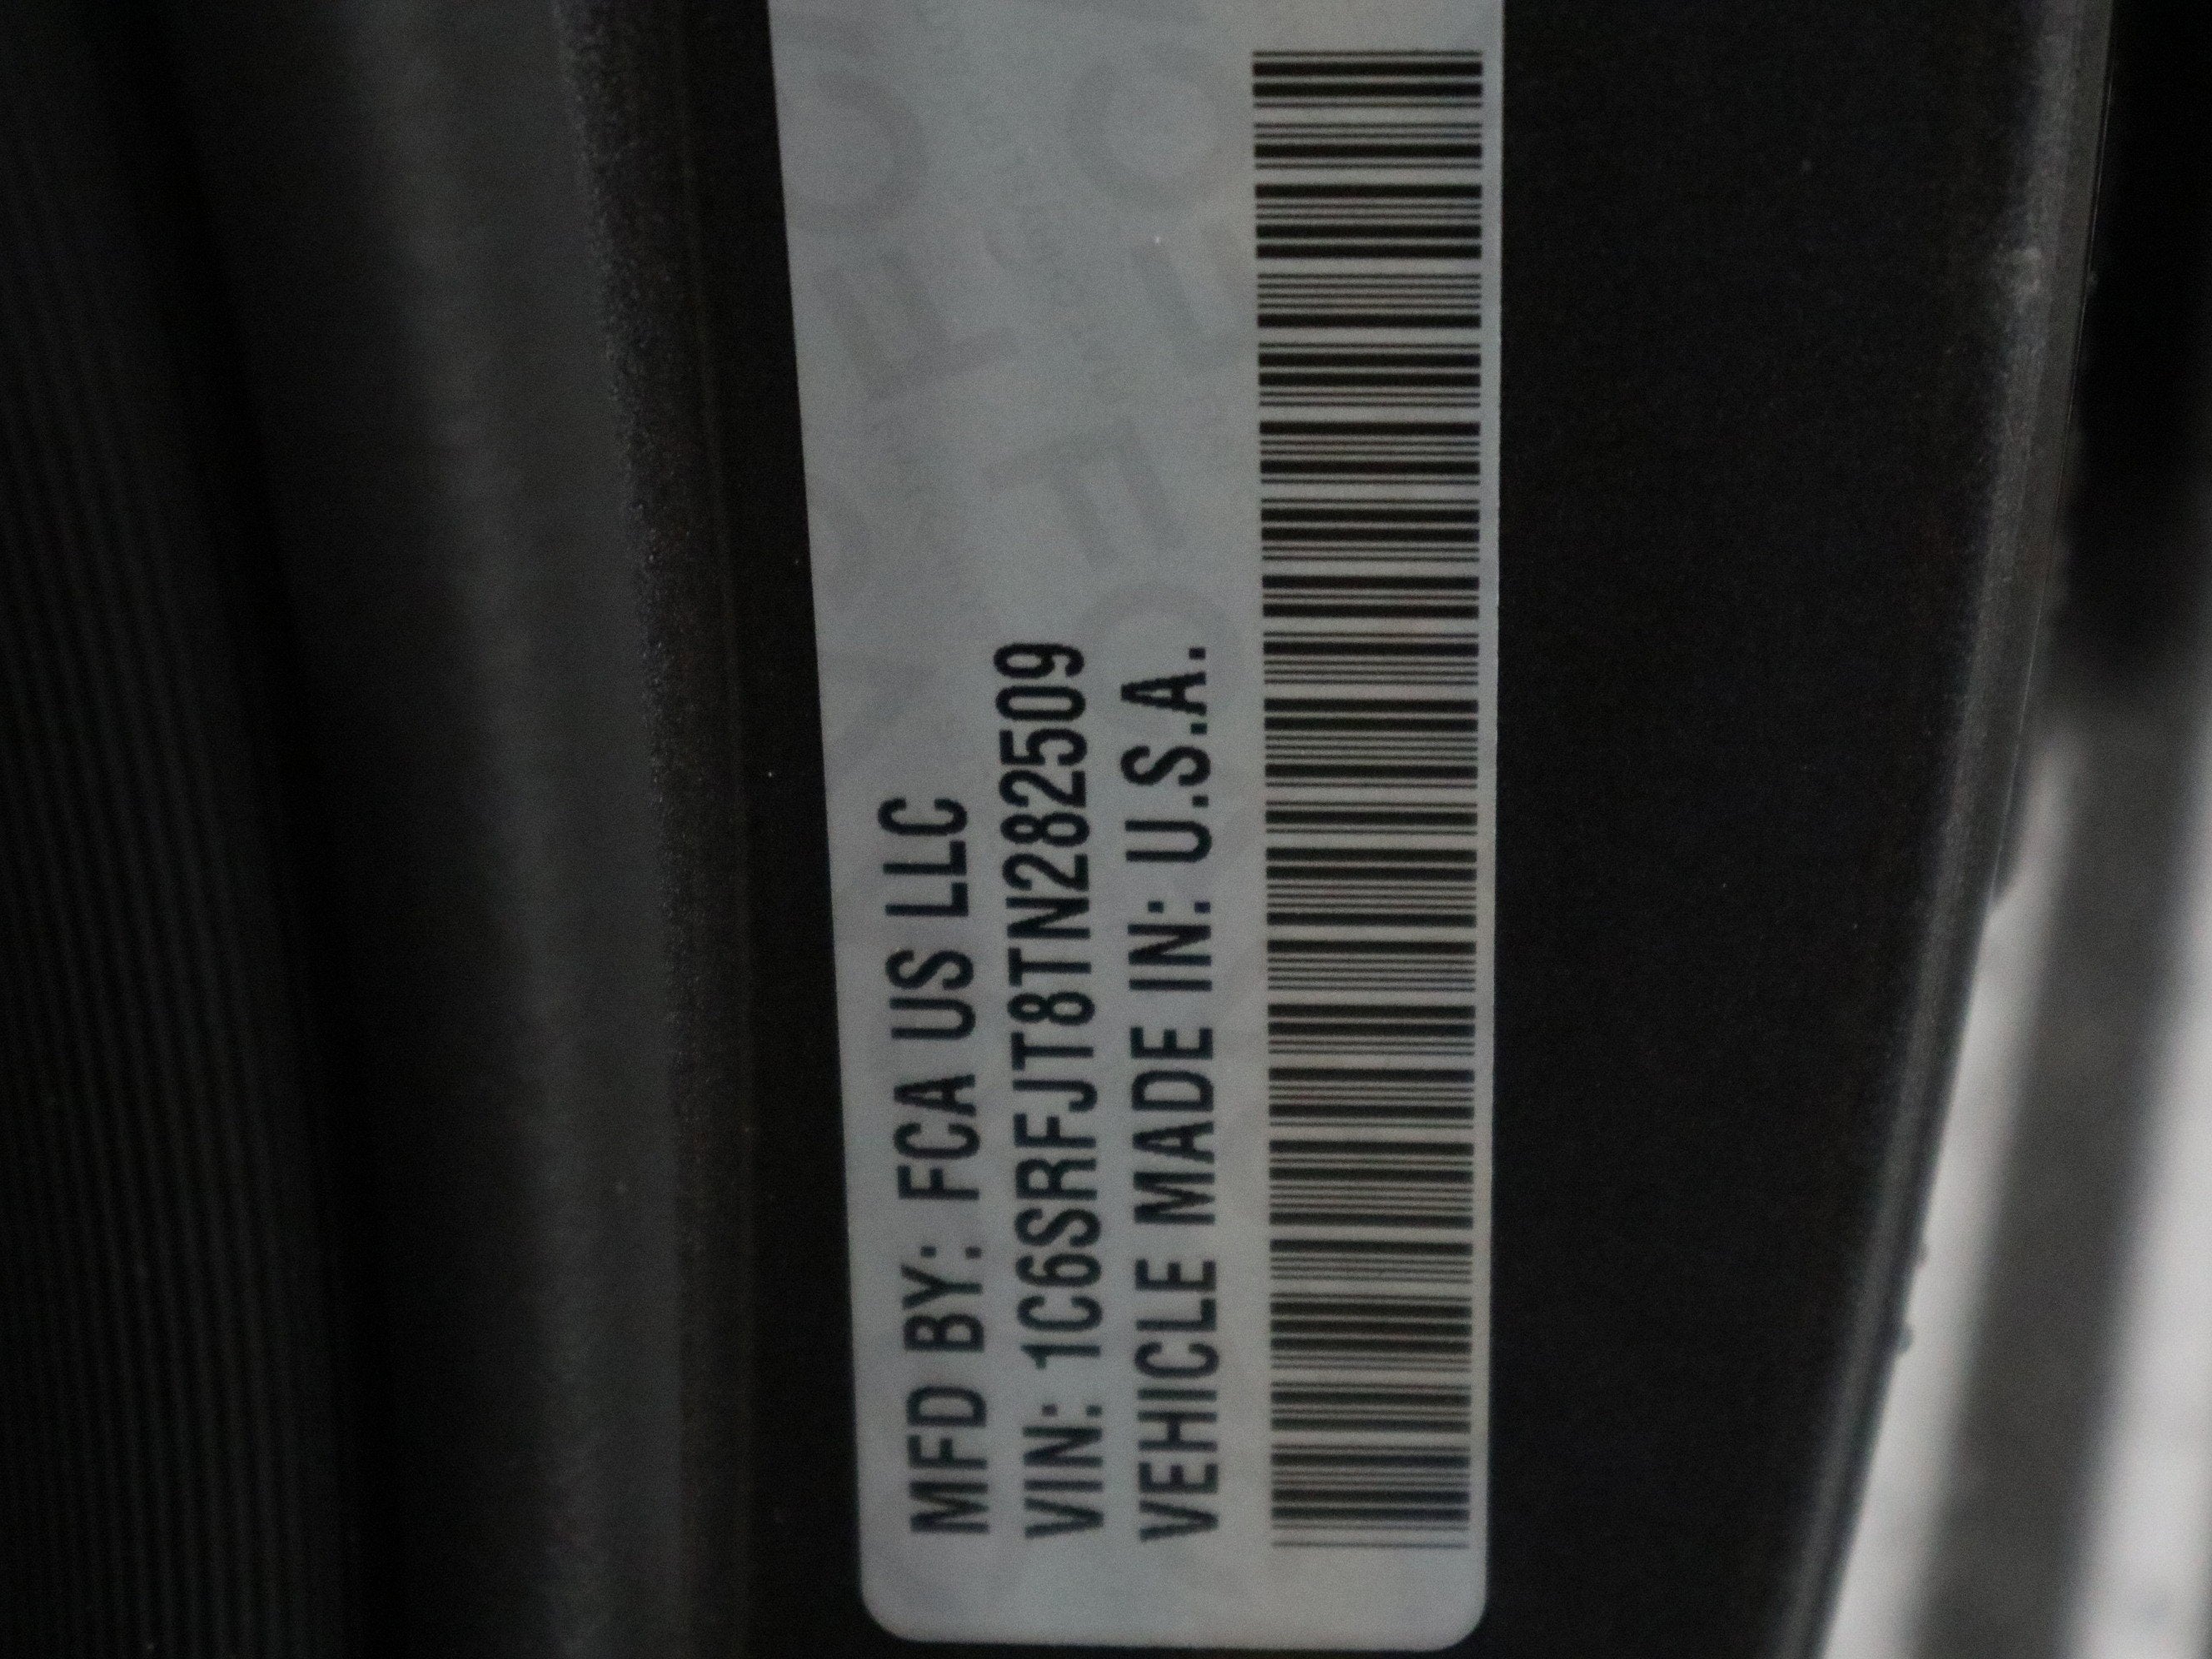 MFD BY: FCA US LLC
VIN: 1C6SRFJT8TN282509
VEHICLE MADE IN: U.S.A.